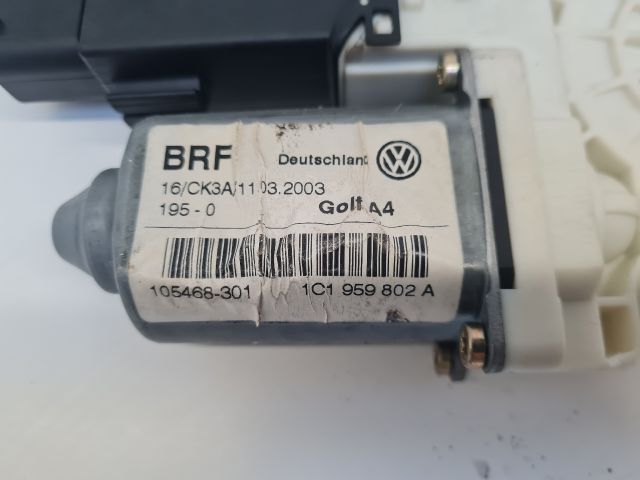 BRF Deutschland
16/CK3A/11.03.2003
195-0 Golf A4
105468-301 1C1 959 802 A